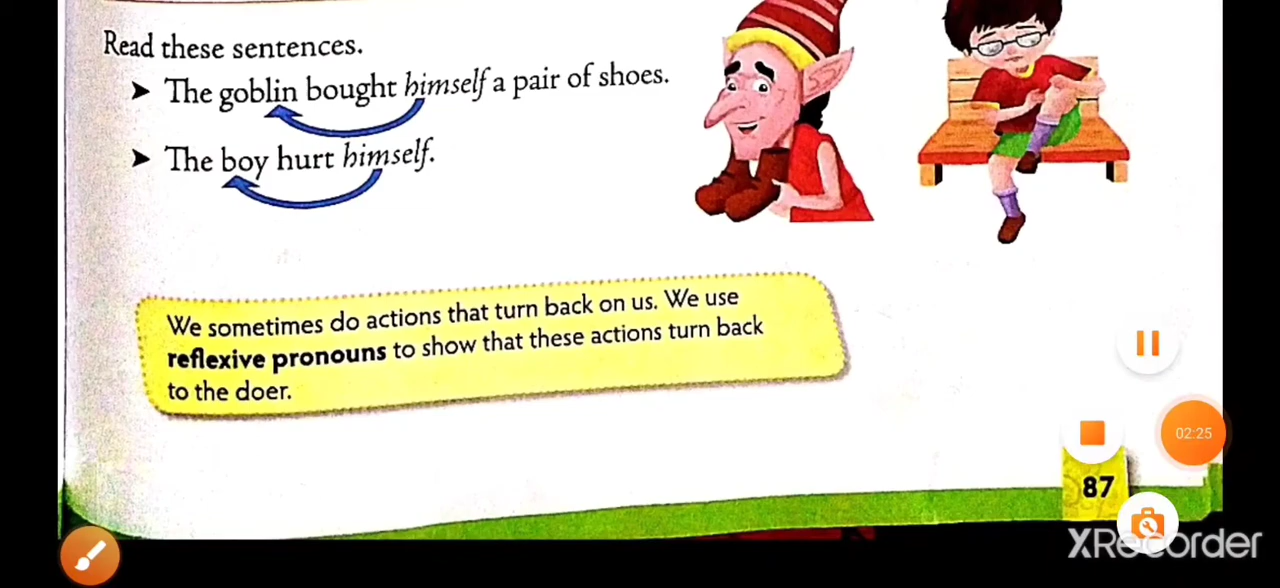 Read these sentences.
➤ The goblin bought himself a pair of shoes.
➤ The boy hurt himself.
We sometimes do actions that turn back on us. We use
reflexive pronouns to show that these actions turn back
to the doer.
02:25
87
XRecorder